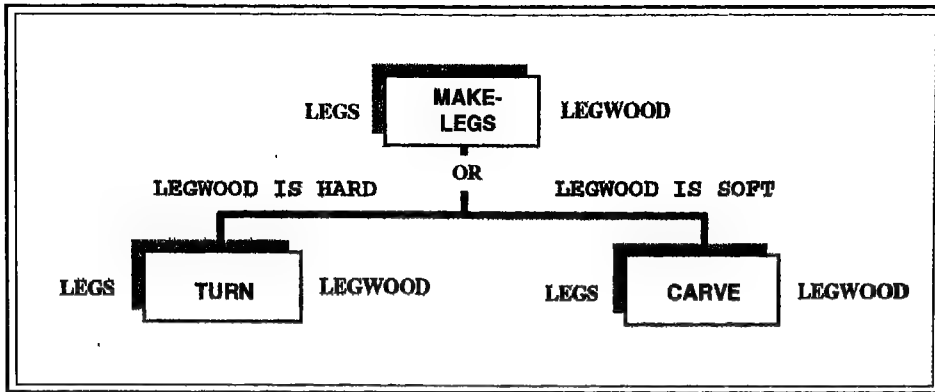 LEGS MAKE-LEGS LEGWOOD
OR
LEGWOOD IS HARD LEGWOOD IS SOFT
LEGS TURN LEGWOOD LEGS CARVE LEGWOOD